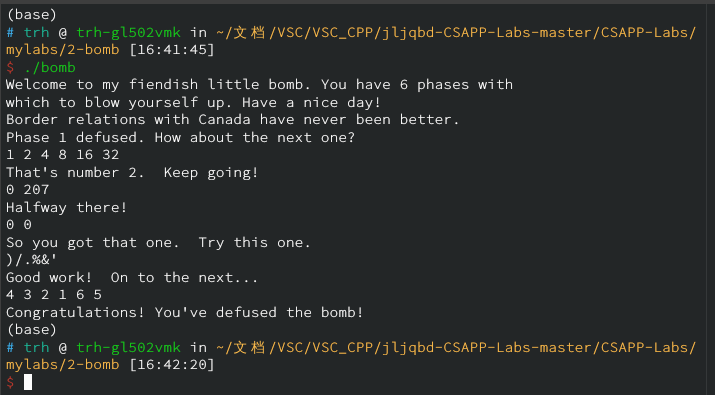 (base)
# trh @ trh-gl502vmk in ~/文档/VSC/VSC_CPP/jljqbd-CSAPP-Labs-master/CSAPP-Labs/
mylabs/2-bomb [16:41:45]
$ ./bomb
Welcome to my fiendish little bomb. You have 6 phases with
which to blow yourself up. Have a nice day!
Border relations with Canada have never been better.
Phase 1 defused. How about the next one?
1 2 4 8 16 32
That's number 2.  Keep going!
0 207
Halfway there!
0 0
So you got that one.  Try this one.
)/.%&'
Good work!  On to the next...
4 3 2 1 6 5
Congratulations! You've defused the bomb!
(base)
# trh @ trh-gl502vmk in ~/文档/VSC/VSC_CPP/jljqbd-CSAPP-Labs-master/CSAPP-Labs/
mylabs/2-bomb [16:42:20]
$